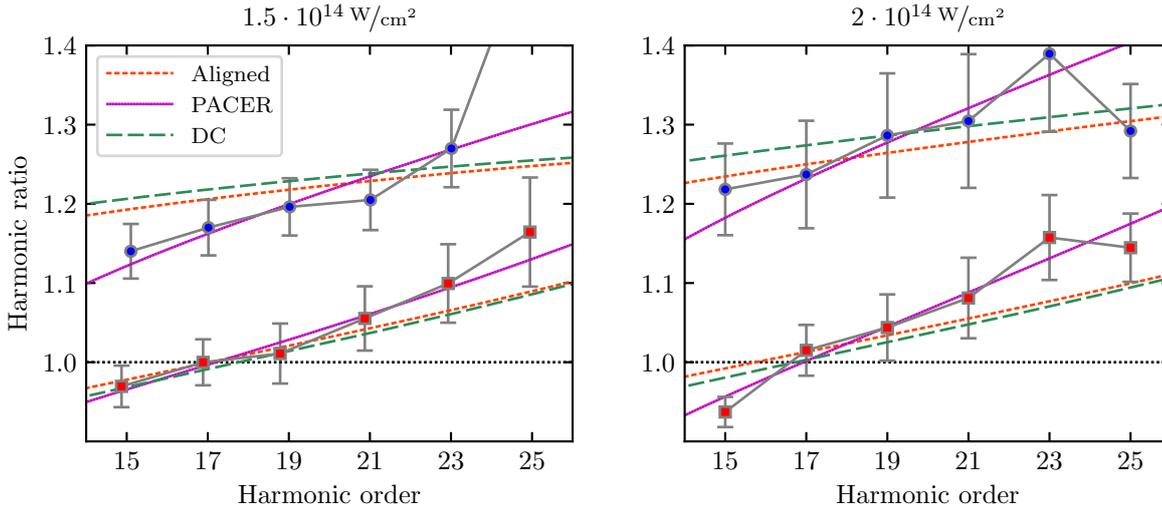 1.5 · 10¹⁴ W/cm²
2 · 10¹⁴ W/cm²
Harmonic ratio
1.4
1.3
1.2
1.1
1.0
Aligned
PACER
DC
15 17 19 21 23 25
Harmonic order
1.4
1.3
1.2
1.1
1.0
15 17 19 21 23 25
Harmonic order